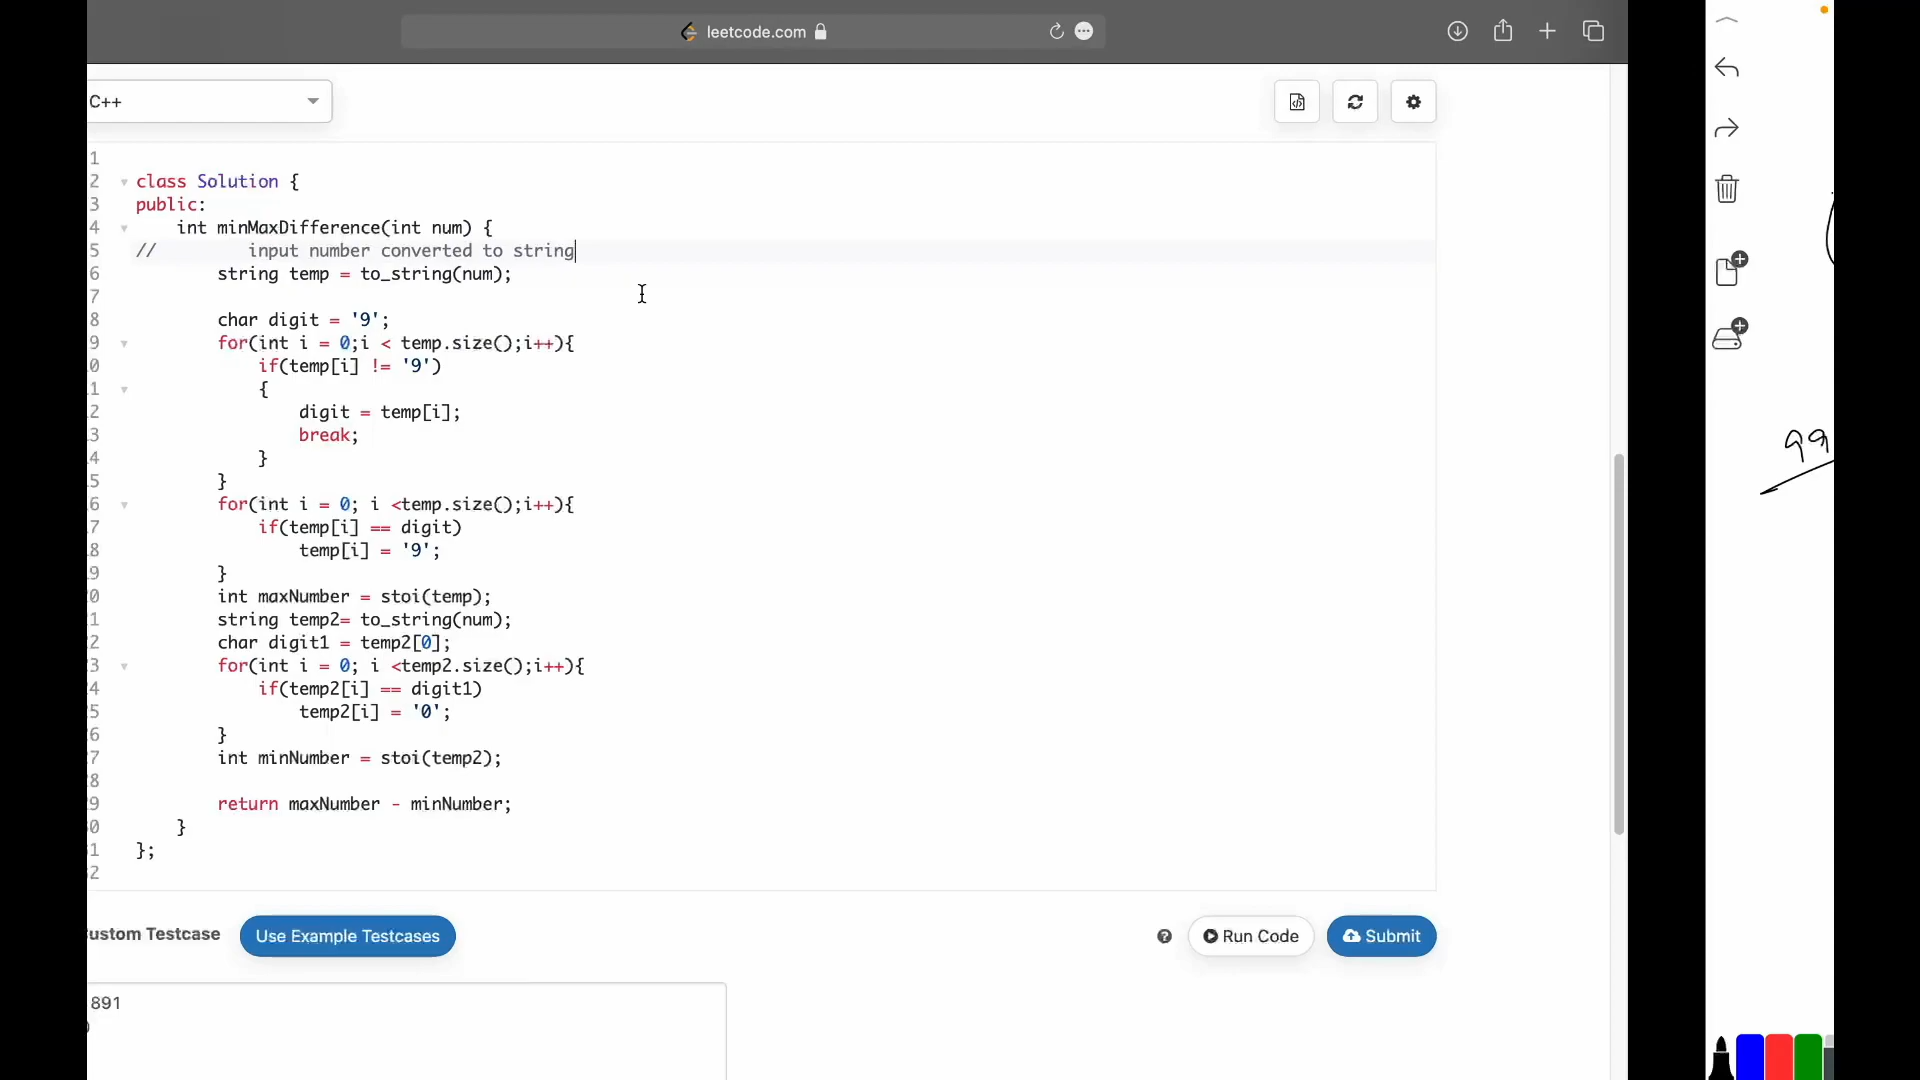 leetcode.com
C++
1
2 class Solution {
3 public:
4 int minMaxDifference(int num) {
5 // input number converted to string
6 string temp = to_string(num);
7
8 char digit = '9';
9 for(int i = 0;i < temp.size();i++){
0 if(temp[i] != '9')
1 {
2 digit = temp[i];
3 break;
4 }
5 }
6 for(int i = 0; i <temp.size();i++){
7 if(temp[i] == digit)
8 temp[i] = '9';
9 }
0 int maxNumber = stoi(temp);
1 string temp2= to_string(num);
2 char digit1 = temp2[0];
3 for(int i = 0; i <temp2.size();i++){
4 if(temp2[i] == digit1)
5 temp2[i] = '0';
6 }
7 int minNumber = stoi(temp2);
8
9 return maxNumber - minNumber;
0 }
1 };
2
ustom Testcase Use Example Testcases Run Code Submit
891
99